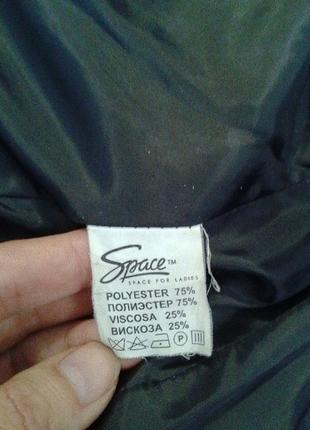 Space™
SPACE FOR LADIES
POLYESTER 75%
ПОЛИЭСТЕР 75%
VISCOSA 25%
ВИСКОЗА 25%
P